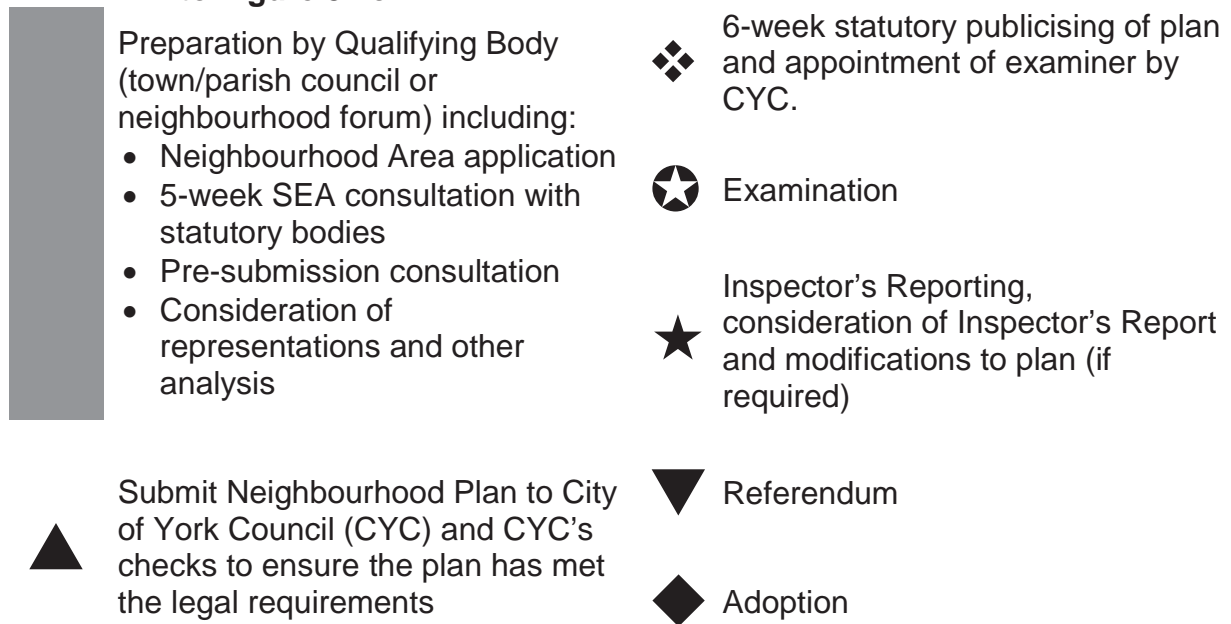 Preparation by Qualifying Body
(town/parish council or
neighbourhood forum) including:
• Neighbourhood Area application
• 5-week SEA consultation with
statutory bodies
• Pre-submission consultation
• Consideration of
representations and other
analysis
Submit Neighbourhood Plan to City
of York Council (CYC) and CYC’s
checks to ensure the plan has met
the legal requirements
6-week statutory publicising of plan
and appointment of examiner by
CYC.
Examination
Inspector’s Reporting,
consideration of Inspector’s Report
and modifications to plan (if
required)
Referendum
Adoption